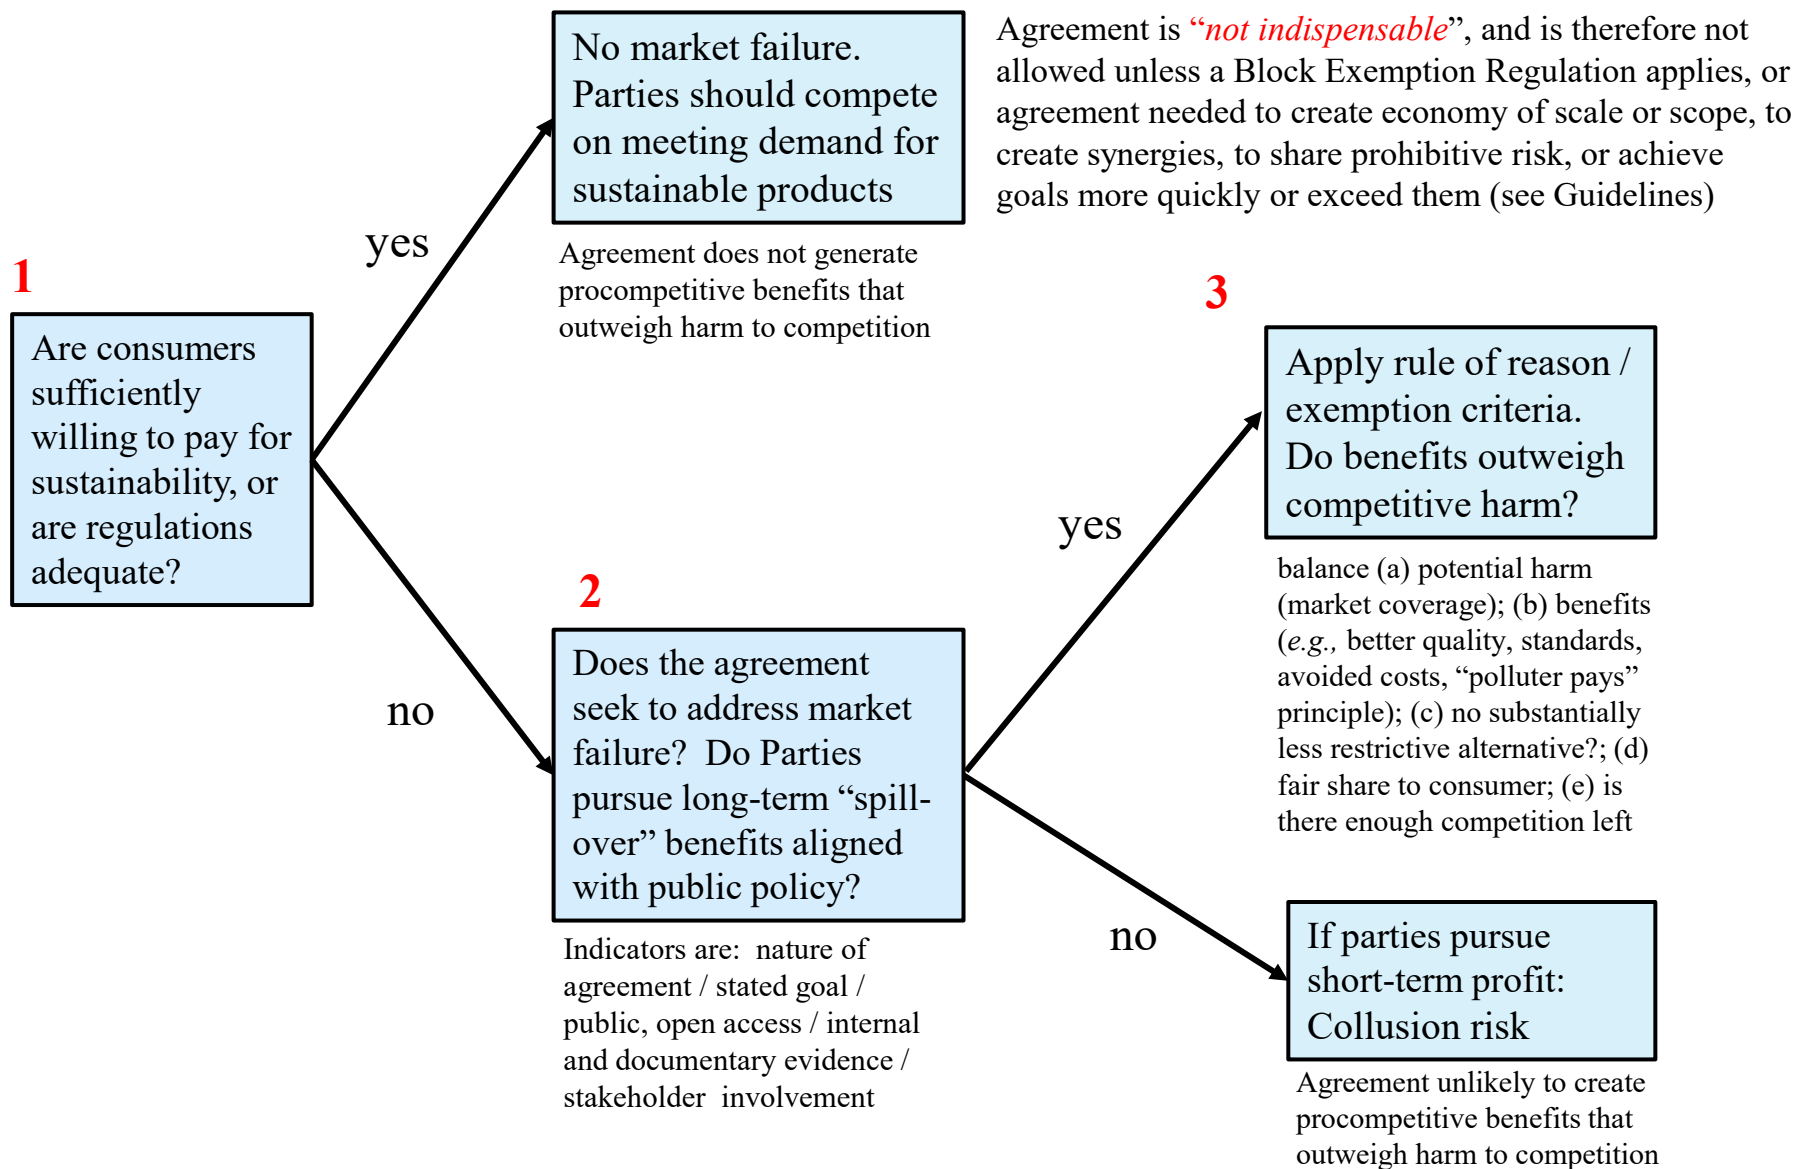 No market failure.
Parties should compete
on meeting demand for
sustainable products
Agreement is “not indispensable”, and is therefore not
allowed unless a Block Exemption Regulation applies, or
agreement needed to create economy of scale or scope, to
create synergies, to share prohibitive risk, or achieve
goals more quickly or exceed them (see Guidelines)
yes
Agreement does not generate
procompetitive benefits that
outweigh harm to competition
1
Are consumers
sufficiently
willing to pay for
sustainability, or
are regulations
adequate?
3
Apply rule of reason /
exemption criteria.
Do benefits outweigh
competitive harm?
yes
balance (a) potential harm
(market coverage); (b) benefits
(e.g., better quality, standards,
avoided costs, “polluter pays”
principle); (c) no substantially
less restrictive alternative?; (d)
fair share to consumer; (e) is
there enough competition left
no
2
Does the agreement
seek to address market
failure?  Do Parties
pursue long-term “spill-
over” benefits aligned
with public policy?
Indicators are:  nature of
agreement / stated goal /
public, open access / internal
and documentary evidence /
stakeholder  involvement
no
If parties pursue
short-term profit:
Collusion risk
Agreement unlikely to create
procompetitive benefits that
outweigh harm to competition